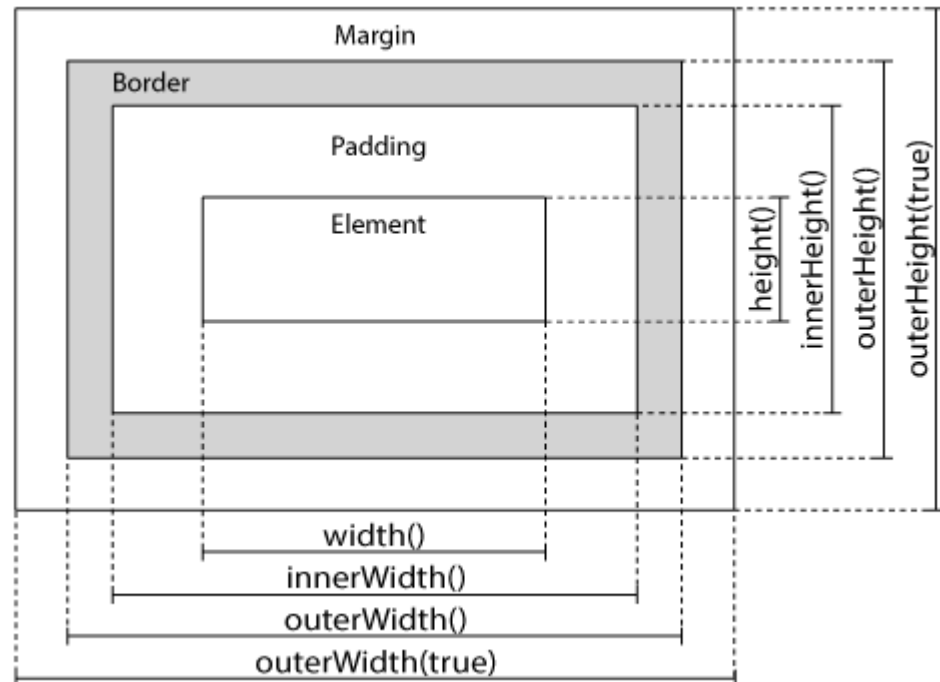 Margin
Border
Padding
Element
height()
innerHeight()
outerHeight()
outerHeight(true)
width()
innerWidth()
outerWidth()
outerWidth(true)